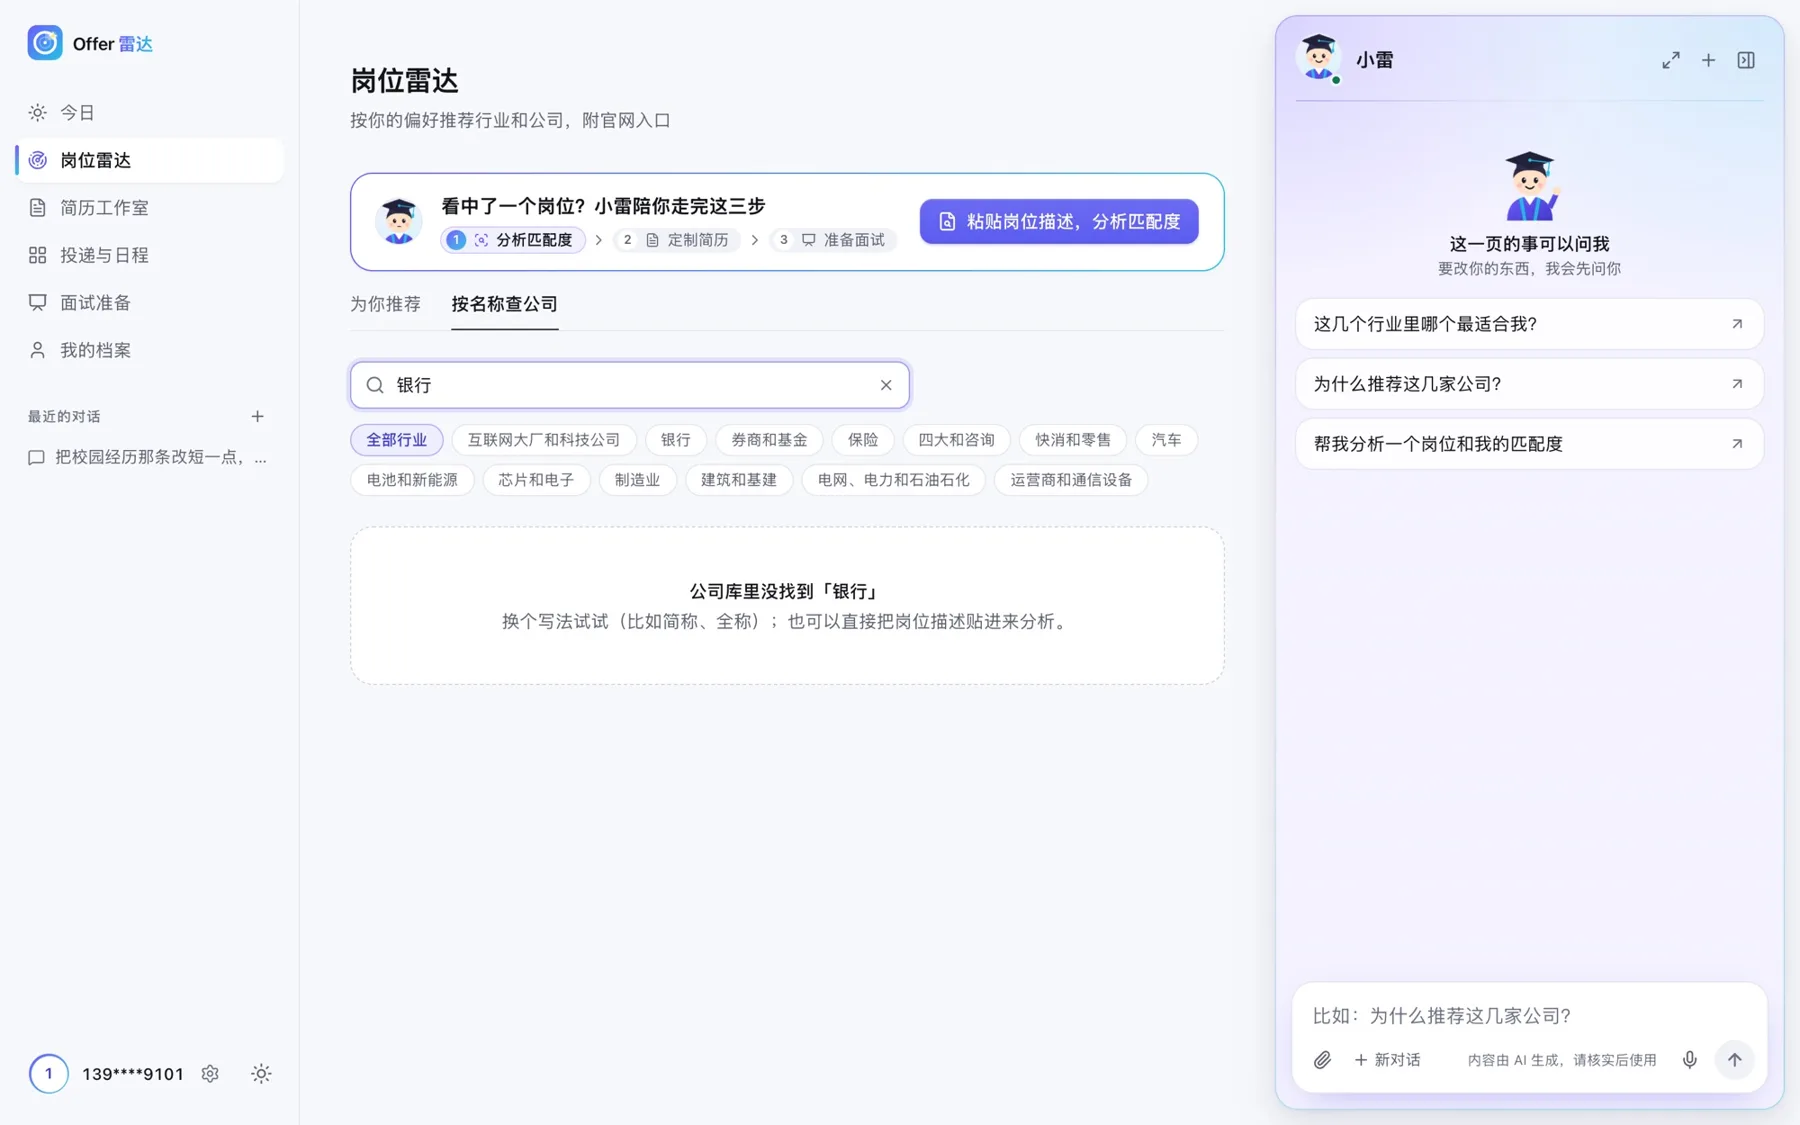 Offer 雷达
今日
岗位雷达
简历工作室
投递与日程
面试准备
我的档案
最近的对话
把校园经历那条改短一点，...
1
139****9101
岗位雷达
按你的偏好推荐行业和公司，附官网入口
看中了一个岗位？小雷陪你走完这三步
1 分析匹配度 2 定制简历 3 准备面试
粘贴岗位描述，分析匹配度
为你推荐 按名称查公司
银行
全部行业 互联网大厂和科技公司 银行 券商和基金 保险 四大和咨询 快消和零售 汽车
电池和新能源 芯片和电子 制造业 建筑和基建 电网、电力和石油石化 运营商和通信设备
公司库里没找到「银行」
换个写法试试（比如简称、全称）；也可以直接把岗位描述贴进来分析。
小雷
这一页的事可以问我
要改你的东西，我会先问你
这几个行业里哪个最适合我？
为什么推荐这几家公司？
帮我分析一个岗位和我的匹配度
比如：为什么推荐这几家公司？
新对话 内容由 AI 生成，请核实后使用